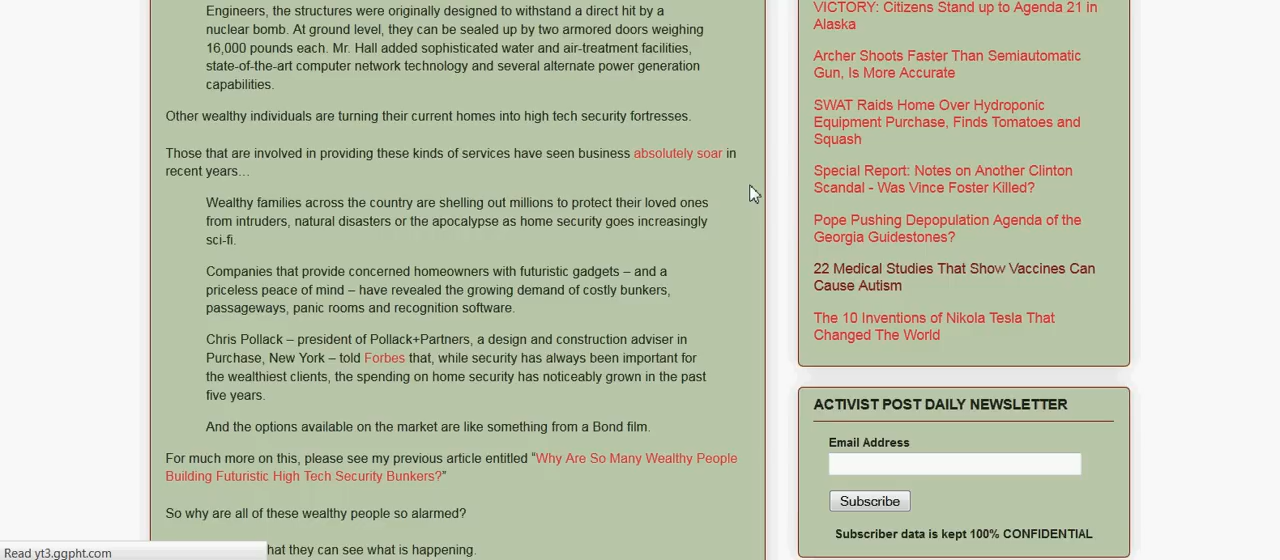 Engineers, the structures were originally designed to withstand a direct hit by a
nuclear bomb. At ground level, they can be sealed up by two armored doors weighing
16,000 pounds each. Mr. Hall added sophisticated water and air-treatment facilities,
state-of-the-art computer network technology and several alternate power generation
capabilities.
Other wealthy individuals are turning their current homes into high tech security fortresses.
Those that are involved in providing these kinds of services have seen business absolutely soar in
recent years…
Wealthy families across the country are shelling out millions to protect their loved ones
from intruders, natural disasters or the apocalypse as home security goes increasingly
sci-fi.
Companies that provide concerned homeowners with futuristic gadgets – and a
priceless peace of mind – have revealed the growing demand of costly bunkers,
passageways, panic rooms and recognition software.
Chris Pollack – president of Pollack+Partners, a design and construction adviser in
Purchase, New York – told Forbes that, while security has always been important for
the wealthiest clients, the spending on home security has noticeably grown in the past
five years.
And the options available on the market are like something from a Bond film.
For much more on this, please see my previous article entitled “Why Are So Many Wealthy People
Building Futuristic High Tech Security Bunkers?”
So why are all of these wealthy people so alarmed?
hat they can see what is happening.
Read yt3.ggpht.com
VICTORY: Citizens Stand up to Agenda 21 in
Alaska
Archer Shoots Faster Than Semiautomatic
Gun, Is More Accurate
SWAT Raids Home Over Hydroponic
Equipment Purchase, Finds Tomatoes and
Squash
Special Report: Notes on Another Clinton
Scandal - Was Vince Foster Killed?
Pope Pushing Depopulation Agenda of the
Georgia Guidestones?
22 Medical Studies That Show Vaccines Can
Cause Autism
The 10 Inventions of Nikola Tesla That
Changed The World
ACTIVIST POST DAILY NEWSLETTER
Email Address
Subscribe
Subscriber data is kept 100% CONFIDENTIAL